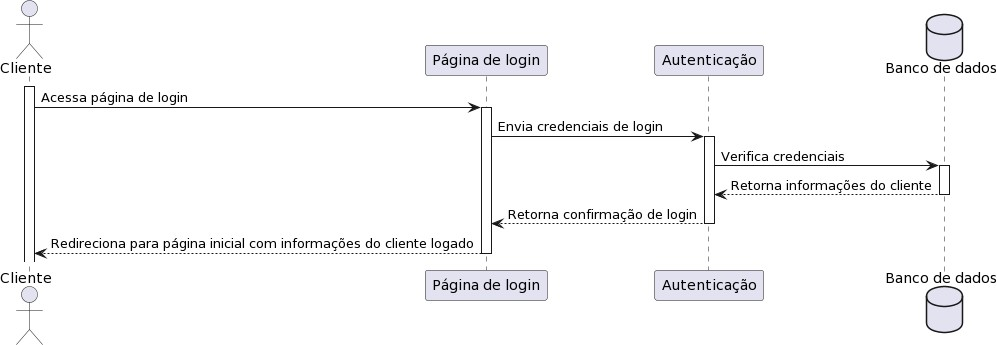 Cliente
Página de login
Autenticação
Banco de dados
Acessa página de login
Envia credenciais de login
Verifica credenciais
Retorna informações do cliente
Retorna confirmação de login
Redireciona para página inicial com informações do cliente logado
Cliente
Página de login
Autenticação
Banco de dados